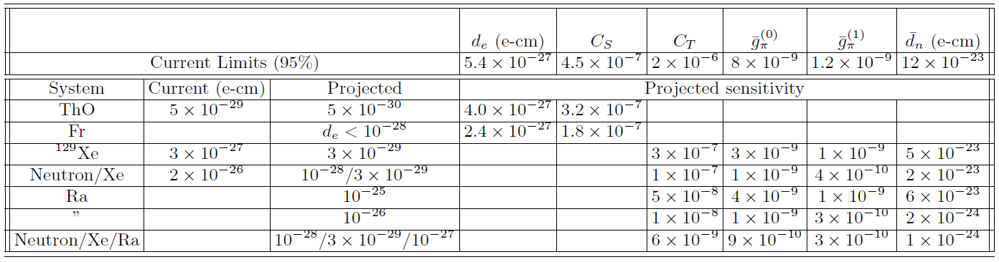 d_e (e-cm) C_S C_T ḡ_π^(0) ḡ_π^(1) d̄_n (e-cm)
Current Limits (95%) 5.4 × 10^−27 4.5 × 10^−7 2 × 10^−6 8 × 10^−9 1.2 × 10^−9 12 × 10^−23
System Current (e-cm) Projected Projected sensitivity
ThO 5 × 10^−29 5 × 10^−30 4.0 × 10^−27 3.2 × 10^−7
Fr d_e < 10^−28 2.4 × 10^−27 1.8 × 10^−7
^129Xe 3 × 10^−27 3 × 10^−29 3 × 10^−7 3 × 10^−9 1 × 10^−9 5 × 10^−23
Neutron/Xe 2 × 10^−26 10^−28/3 × 10^−29 1 × 10^−7 1 × 10^−9 4 × 10^−10 2 × 10^−23
Ra 10^−25 5 × 10^−8 4 × 10^−9 1 × 10^−9 6 × 10^−23
” 10^−26 1 × 10^−8 1 × 10^−9 3 × 10^−10 2 × 10^−24
Neutron/Xe/Ra 10^−28/3 × 10^−29/10^−27 6 × 10^−9 9 × 10^−10 3 × 10^−10 1 × 10^−24